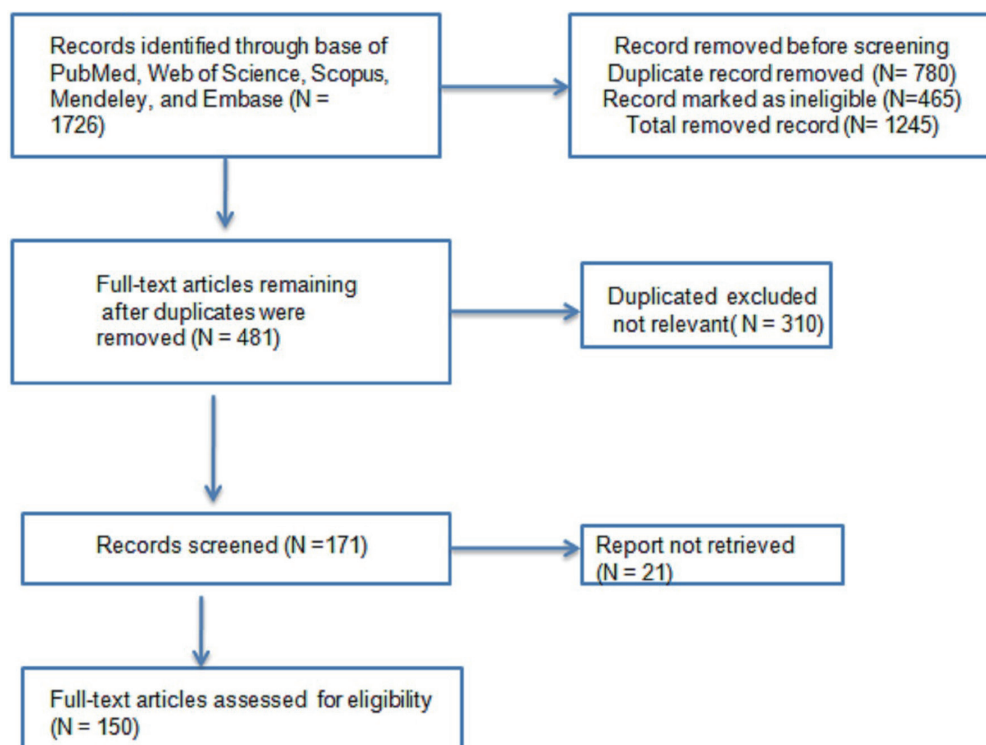 Records identified through base of
PubMed, Web of Science, Scopus,
Mendeley, and Embase (N =
1726)
Record removed before screening
Duplicate record removed (N= 780)
Record marked as ineligible (N=465)
Total removed record (N= 1245)
Full-text articles remaining
after duplicates were
removed (N = 481)
Duplicated excluded
not relevant( N = 310)
Records screened (N =171)
Report not retrieved
(N = 21)
Full-text articles assessed for eligibility
(N = 150)